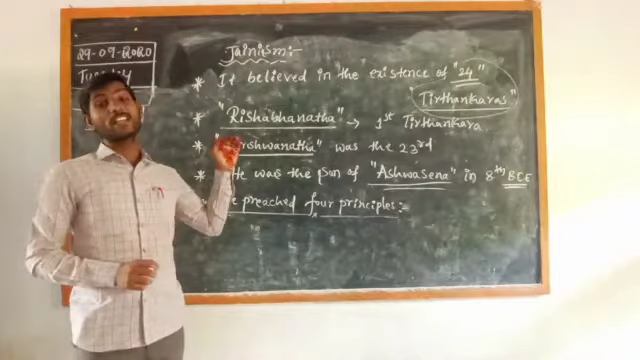 29-09-2020
Tuesday
Jainism:-
* It believed in the existence of "24"
"Tirthankaras"
* "Rishabhanatha" → 1st Tirthankara
* "Parshwanatha" was the 23rd
* He was the son of "Ashwasena" in 8th BCE
He preached four principles:-